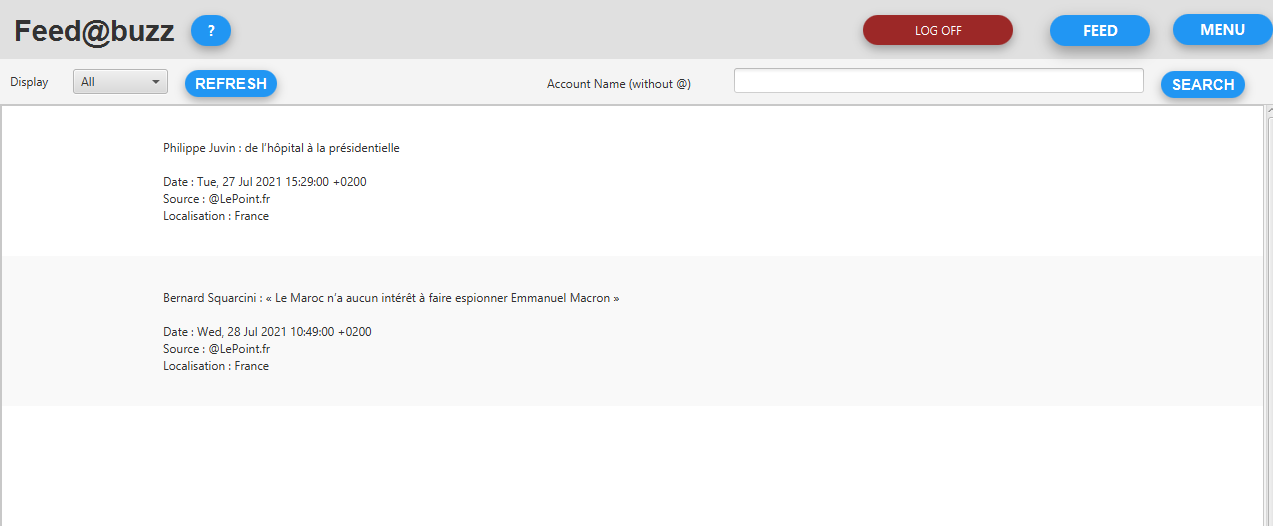 Feed@buzz ? LOG OFF FEED MENU
Display All REFRESH Account Name (without @) SEARCH
Philippe Juvin : de l'hôpital à la présidentielle
Date : Tue, 27 Jul 2021 15:29:00 +0200
Source : @LePoint.fr
Localisation : France
Bernard Squarcini : « Le Maroc n'a aucun intérêt à faire espionner Emmanuel Macron »
Date : Wed, 28 Jul 2021 10:49:00 +0200
Source : @LePoint.fr
Localisation : France